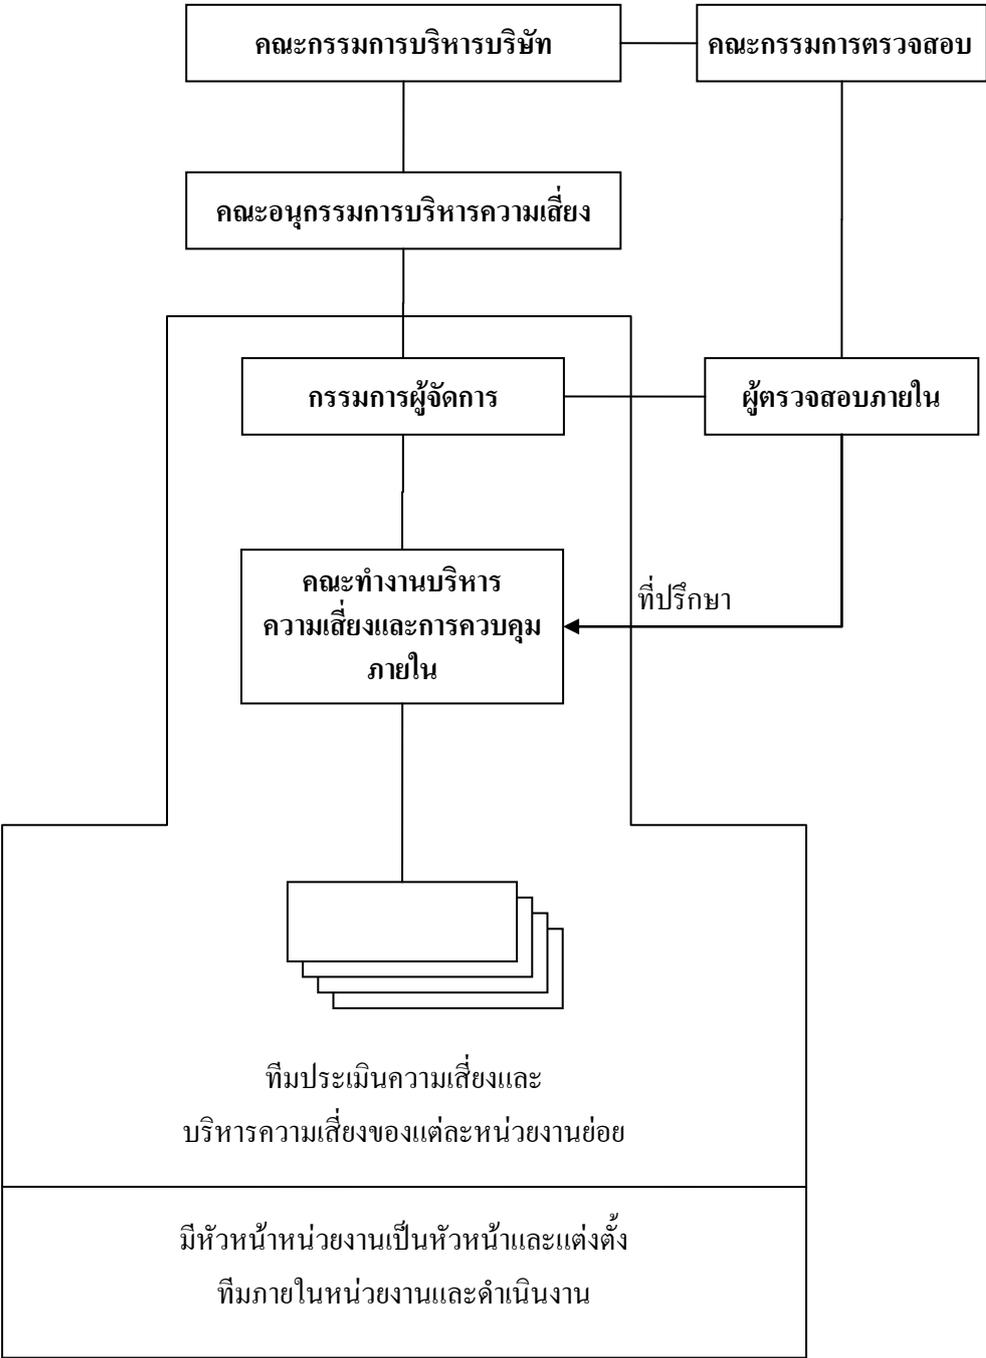 คณะกรรมการบริหารบริษัท
คณะกรรมการตรวจสอบ
คณะอนุกรรมการบริหารความเสี่ยง
กรรมการผู้จัดการ
ผู้ตรวจสอบภายใน
คณะทำงานบริหาร
ความเสี่ยงและการควบคุม
ภายใน
ที่ปรึกษา
ทีมประเมินความเสี่ยงและ
บริหารความเสี่ยงของแต่ละหน่วยงานย่อย
มีหัวหน้าหน่วยงานเป็นหัวหน้าและแต่งตั้ง
ทีมภายในหน่วยงานและดำเนินงาน